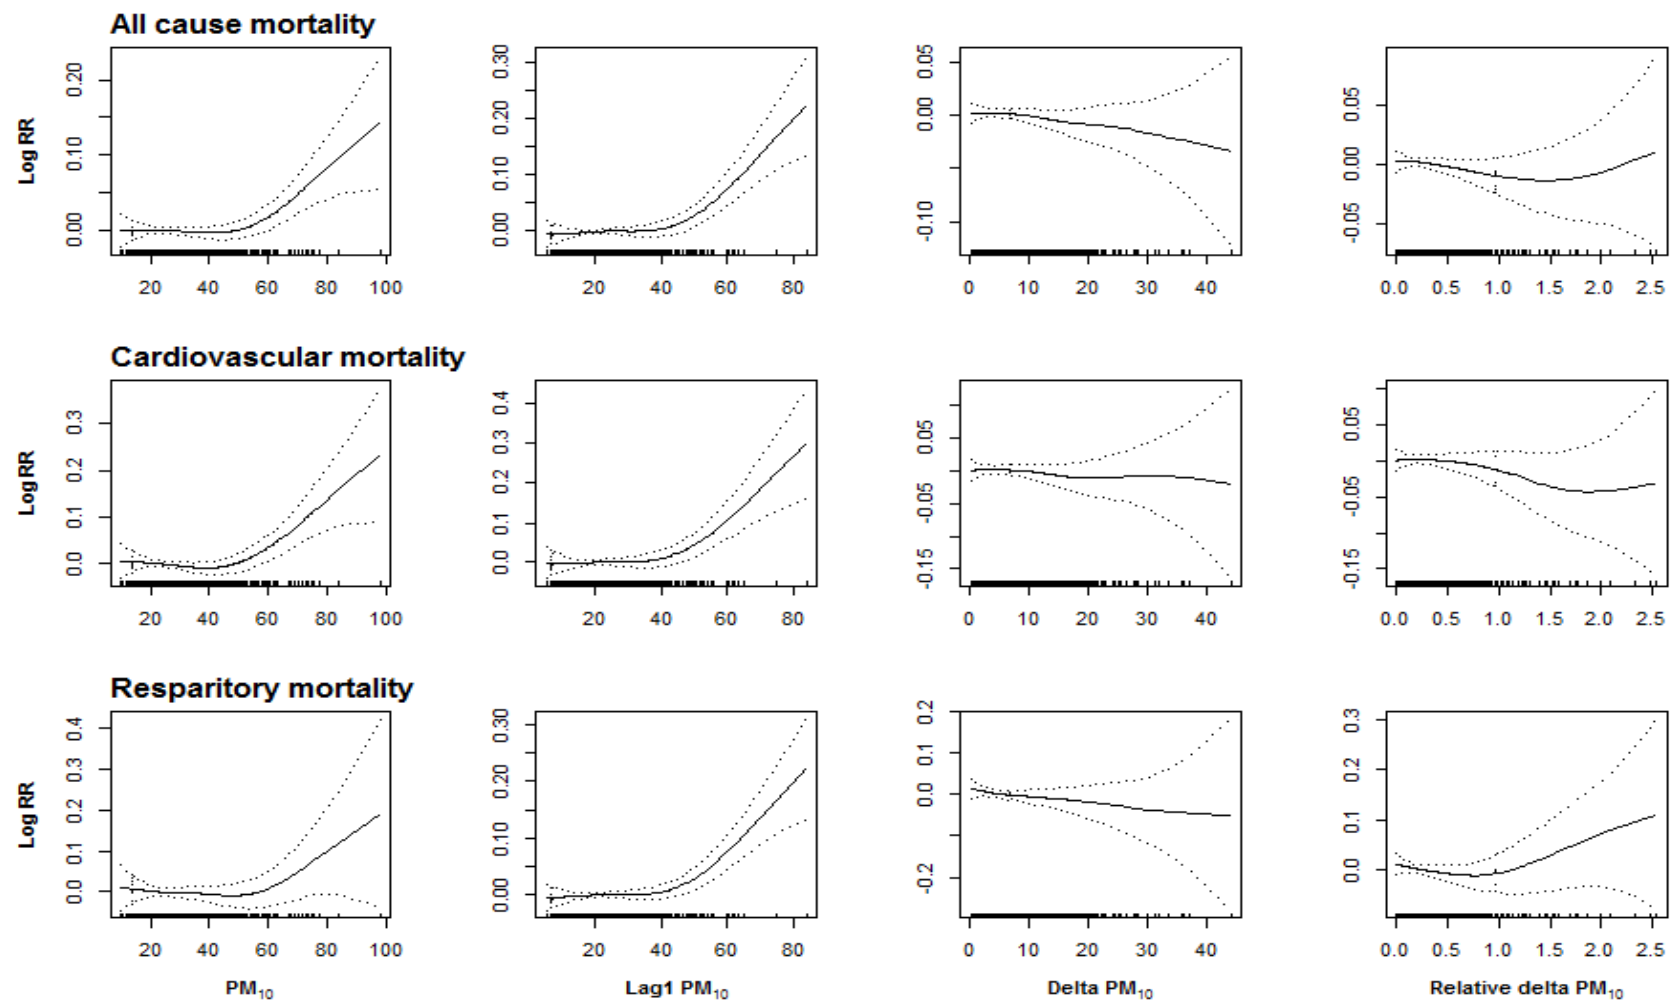 All cause mortality
Log RR
0.00 0.10 0.20
20 40 60 80 100
0.00 0.10 0.20 0.30
20 40 60 80
-0.10 0.00 0.05
0 10 20 30 40
-0.05 0.00 0.05
0.0 0.5 1.0 1.5 2.0 2.5
Cardiovascular mortality
Log RR
0.0 0.1 0.2 0.3
20 40 60 80 100
0.0 0.1 0.2 0.3 0.4
20 40 60 80
-0.15 -0.05 0.05
0 10 20 30 40
-0.15 -0.05 0.05
0.0 0.5 1.0 1.5 2.0 2.5
Resparitory mortality
Log RR
0.0 0.1 0.2 0.3 0.4
20 40 60 80 100
0.00 0.10 0.20 0.30
20 40 60 80
-0.2 0.0 0.1 0.2
0 10 20 30 40
0.0 0.1 0.2 0.3
0.0 0.5 1.0 1.5 2.0 2.5
PM₁₀ Lag1 PM₁₀ Delta PM₁₀ Relative delta PM₁₀